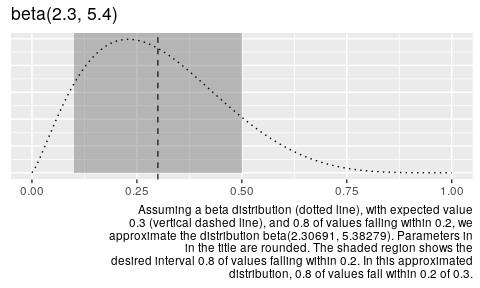 beta(2.3, 5.4)
0.00 0.25 0.50 0.75 1.00
Assuming a beta distribution (dotted line), with expected value
0.3 (vertical dashed line), and 0.8 of values falling within 0.2, we
approximate the distribution beta(2.30691, 5.38279). Parameters in
in the title are rounded. The shaded region shows the
desired interval 0.8 of values falling within 0.2. In this approximated
distribution, 0.8 of values fall within 0.2 of 0.3.